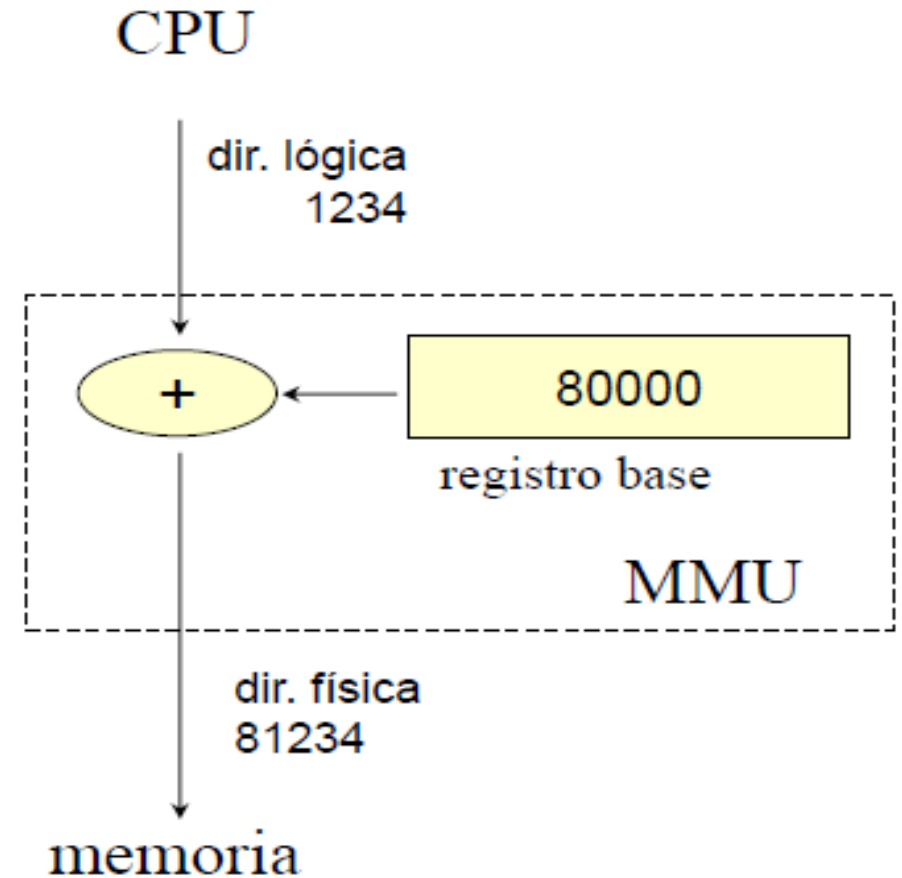 CPU
dir. lógica
1234
+
80000
registro base
MMU
dir. física
81234
memoria